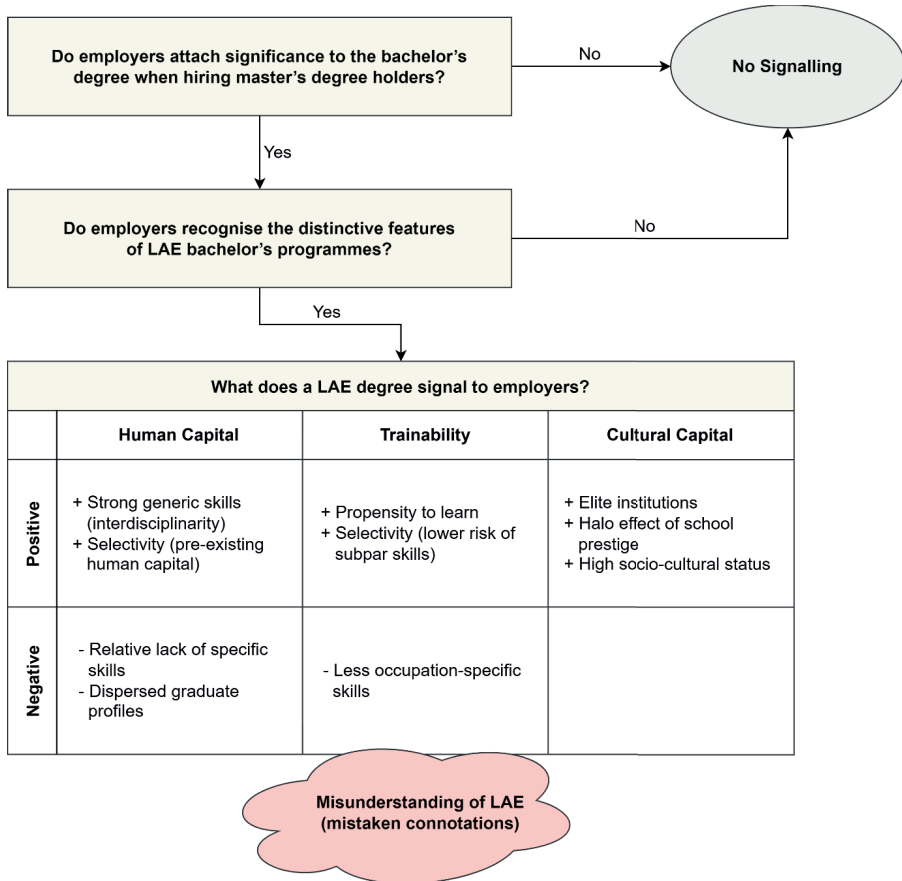 Do employers attach significance to the bachelor's
degree when hiring master's degree holders?
No
No Signalling
Yes
Do employers recognise the distinctive features
of LAE bachelor's programmes?
No
Yes
What does a LAE degree signal to employers?
Human Capital
Trainability
Cultural Capital
Positive
+ Strong generic skills
(interdisciplinarity)
+ Selectivity (pre-existing
human capital)
+ Propensity to learn
+ Selectivity (lower risk of
subpar skills)
+ Elite institutions
+ Halo effect of school
prestige
+ High socio-cultural status
Negative
- Relative lack of specific
skills
- Dispersed graduate
profiles
- Less occupation-specific
skills
Misunderstanding of LAE
(mistaken connotations)